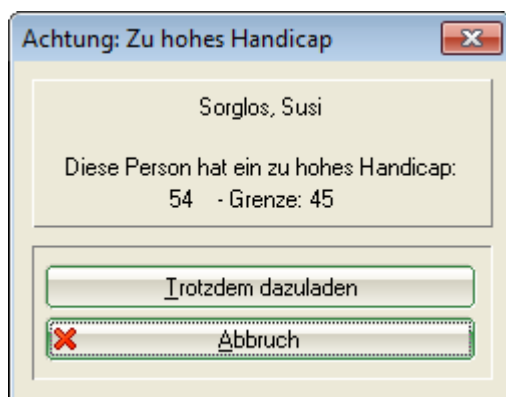 Achtung: Zu hohes Handicap
Sorglos, Susi
Diese Person hat ein zu hohes Handicap:
54 - Grenze: 45
Trotzdem dazuladen
Abbruch